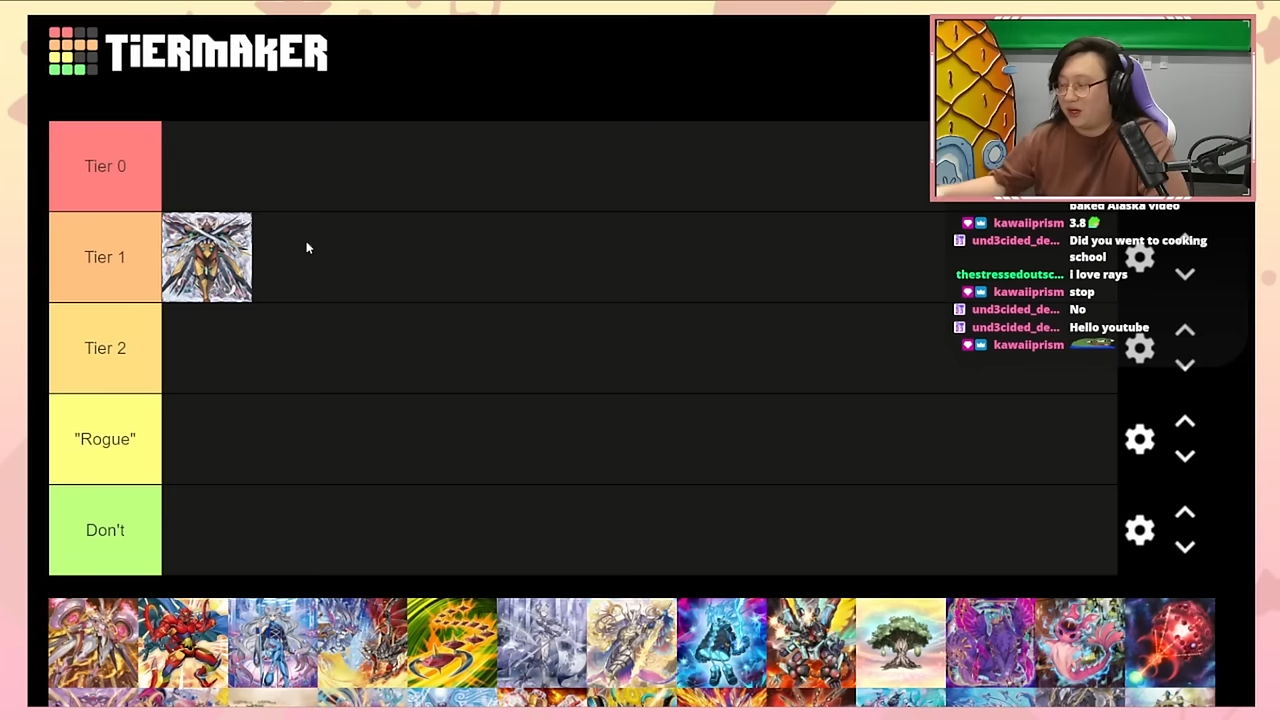 TiERMAKER
Tier 0
Tier 1
Tier 2
"Rogue"
Don't
baked Alaska video
kawaiiprism 3.8
und3cided_de... Did you went to cooking
school
thestressedoutsc... i love rays
kawaiiprism stop
und3cided_de... No
und3cided_de... Hello youtube
kawaiiprism